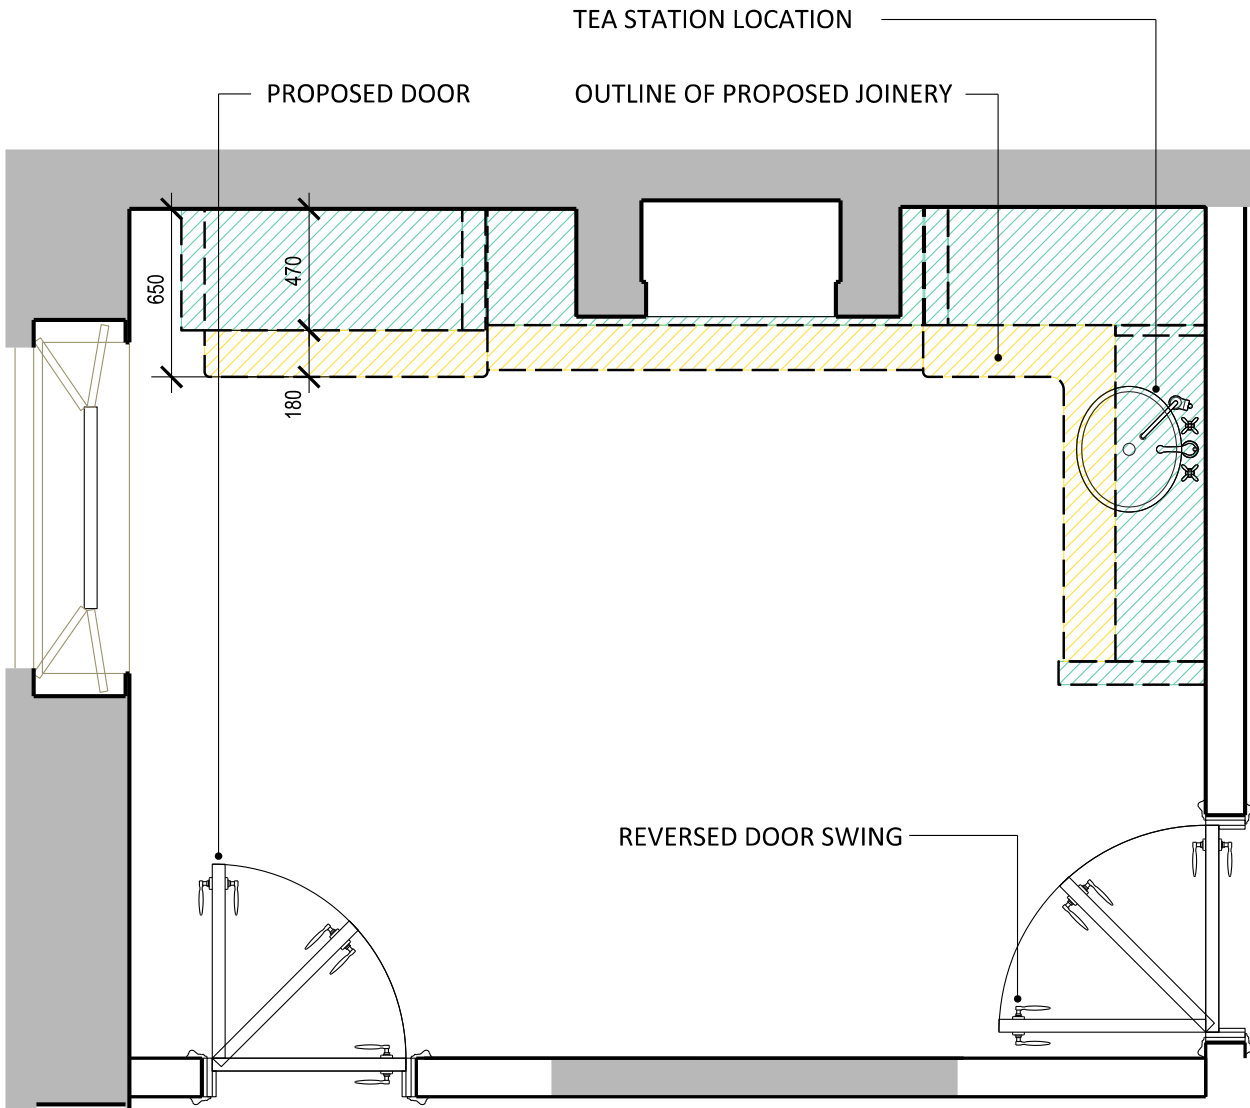 TEA STATION LOCATION
PROPOSED DOOR
OUTLINE OF PROPOSED JOINERY
650
470
180
REVERSED DOOR SWING